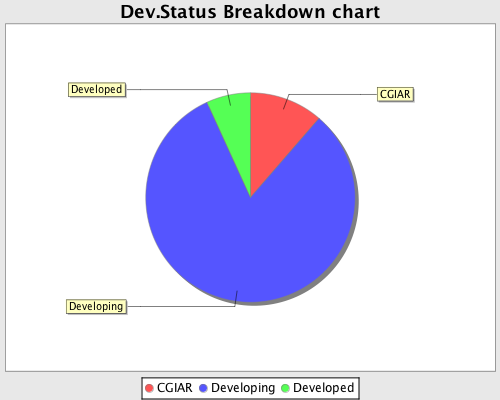 Dev.Status Breakdown chart
Developed
CGIAR
Developing
CGIAR Developing Developed